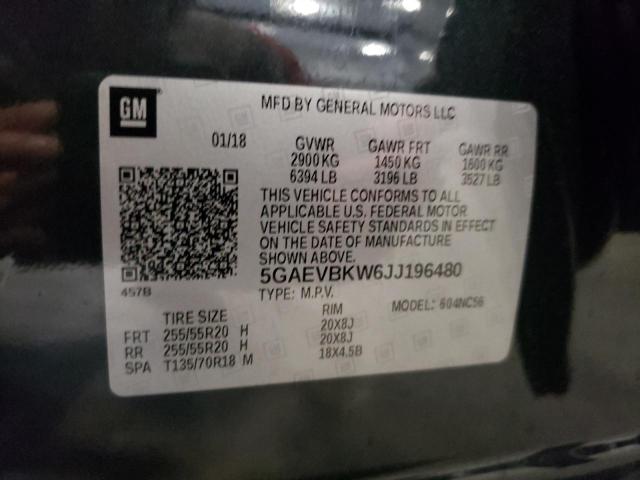 GM
MFD BY GENERAL MOTORS LLC
01/18 GVWR GAWR FRT GAWR RR
2900 KG 1450 KG 1600 KG
6394 LB 3196 LB 3527 LB
THIS VEHICLE CONFORMS TO ALL
APPLICABLE U.S. FEDERAL MOTOR
VEHICLE SAFETY STANDARDS IN EFFECT
ON THE DATE OF MANUFACTURE
SHOWN ABOVE.
457B
5GAEVBKW6JJ196480
TYPE: M.P.V. MODEL: 604NC56
TIRE SIZE RIM
FRT 255/55R20 H 20X8J
RR 255/55R20 H 20X8J
SPA T135/70R18 M 18X4.5B